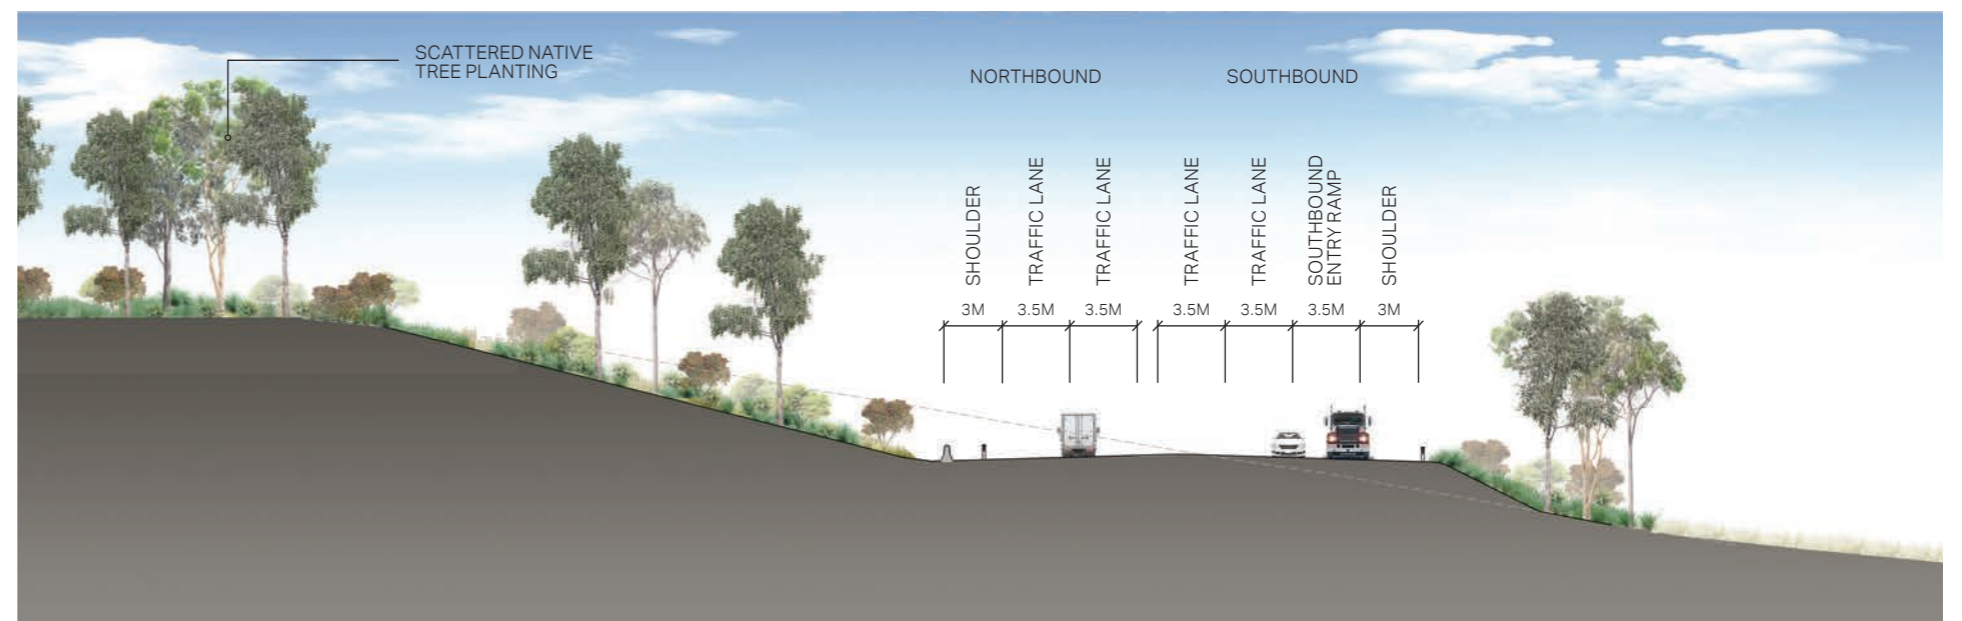 SCATTERED NATIVE
TREE PLANTING
NORTHBOUND
SOUTHBOUND
SHOULDER
TRAFFIC LANE
TRAFFIC LANE
TRAFFIC LANE
TRAFFIC LANE
SOUTHBOUND
ENTRY RAMP
SHOULDER
3M
3.5M
3.5M
3.5M
3.5M
3.5M
3M